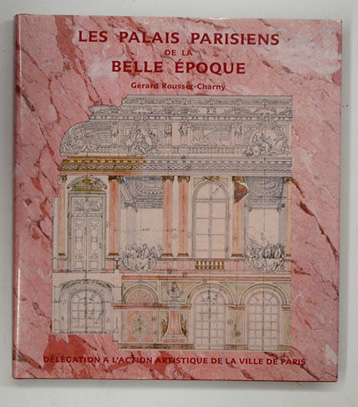 LES PALAIS PARISIENS
DE LA
BELLE ÉPOQUE
Gérard Rousset-Charny
DÉLÉGATION A L'ACTION ARTISTIQUE DE LA VILLE DE PARIS